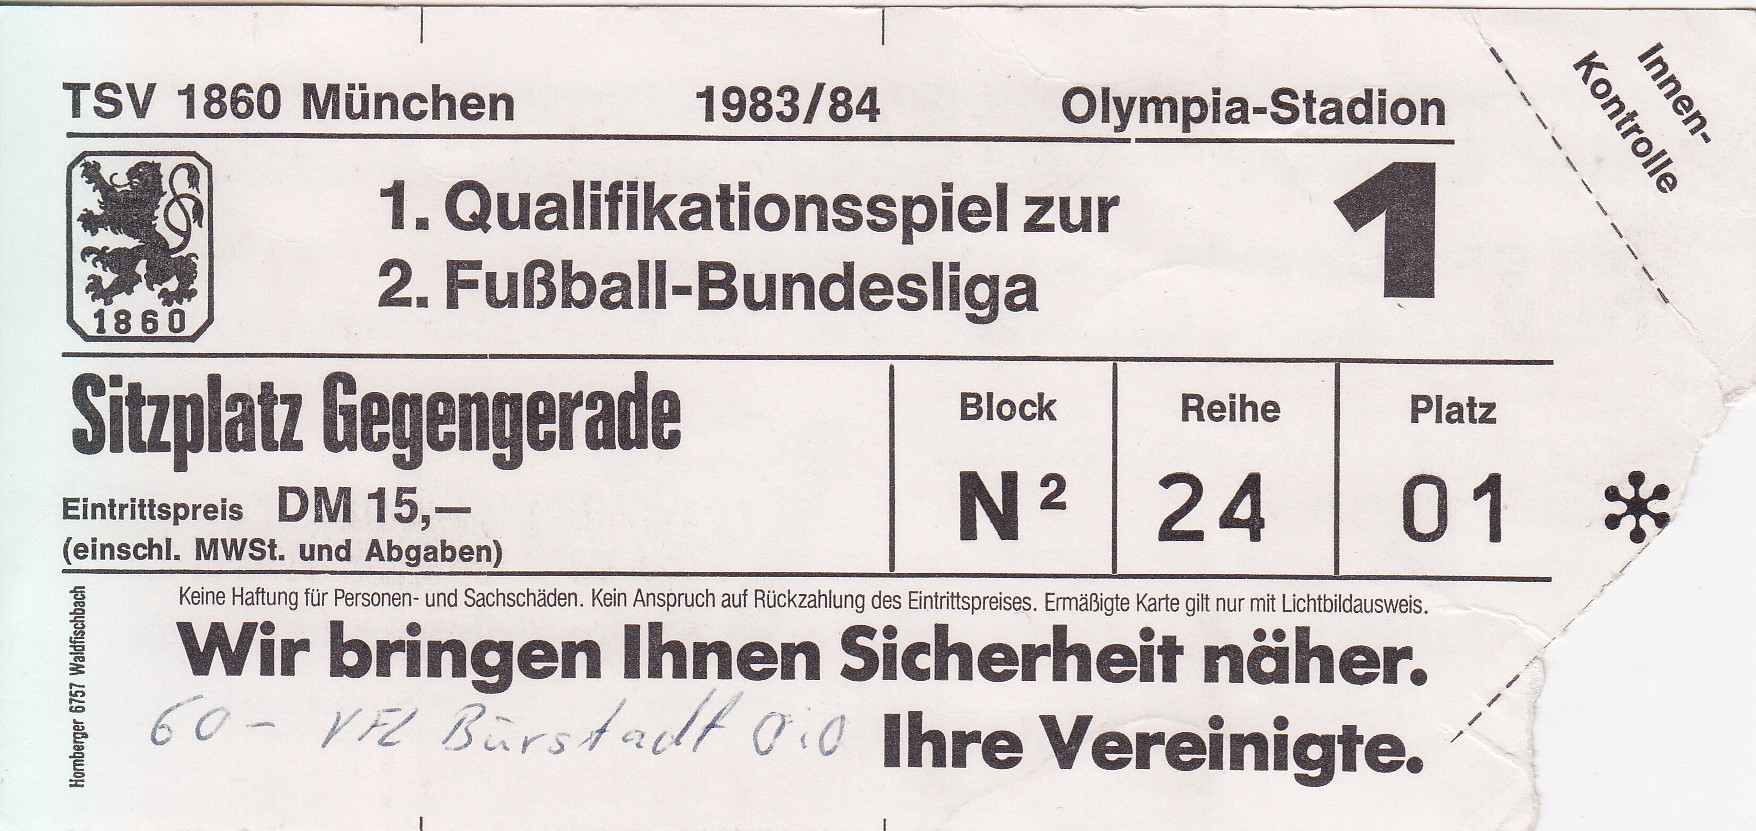 TSV 1860 München 1983/84 Olympia-Stadion
Innen-
Kontrolle
1860
1. Qualifikationsspiel zur
2. Fußball-Bundesliga
1
Sitzplatz Gegengerade
Eintrittspreis DM 15,—
(einschl. MWSt. und Abgaben)
Block Reihe Platz
N² 24 01
Keine Haftung für Personen- und Sachschäden. Kein Anspruch auf Rückzahlung des Eintrittspreises. Ermäßigte Karte gilt nur mit Lichtbildausweis.
Wir bringen Ihnen Sicherheit näher.
60 - VFL Bürstadt 0:0
Ihre Vereinigte.
Hornberger 6757 Waldfischbach